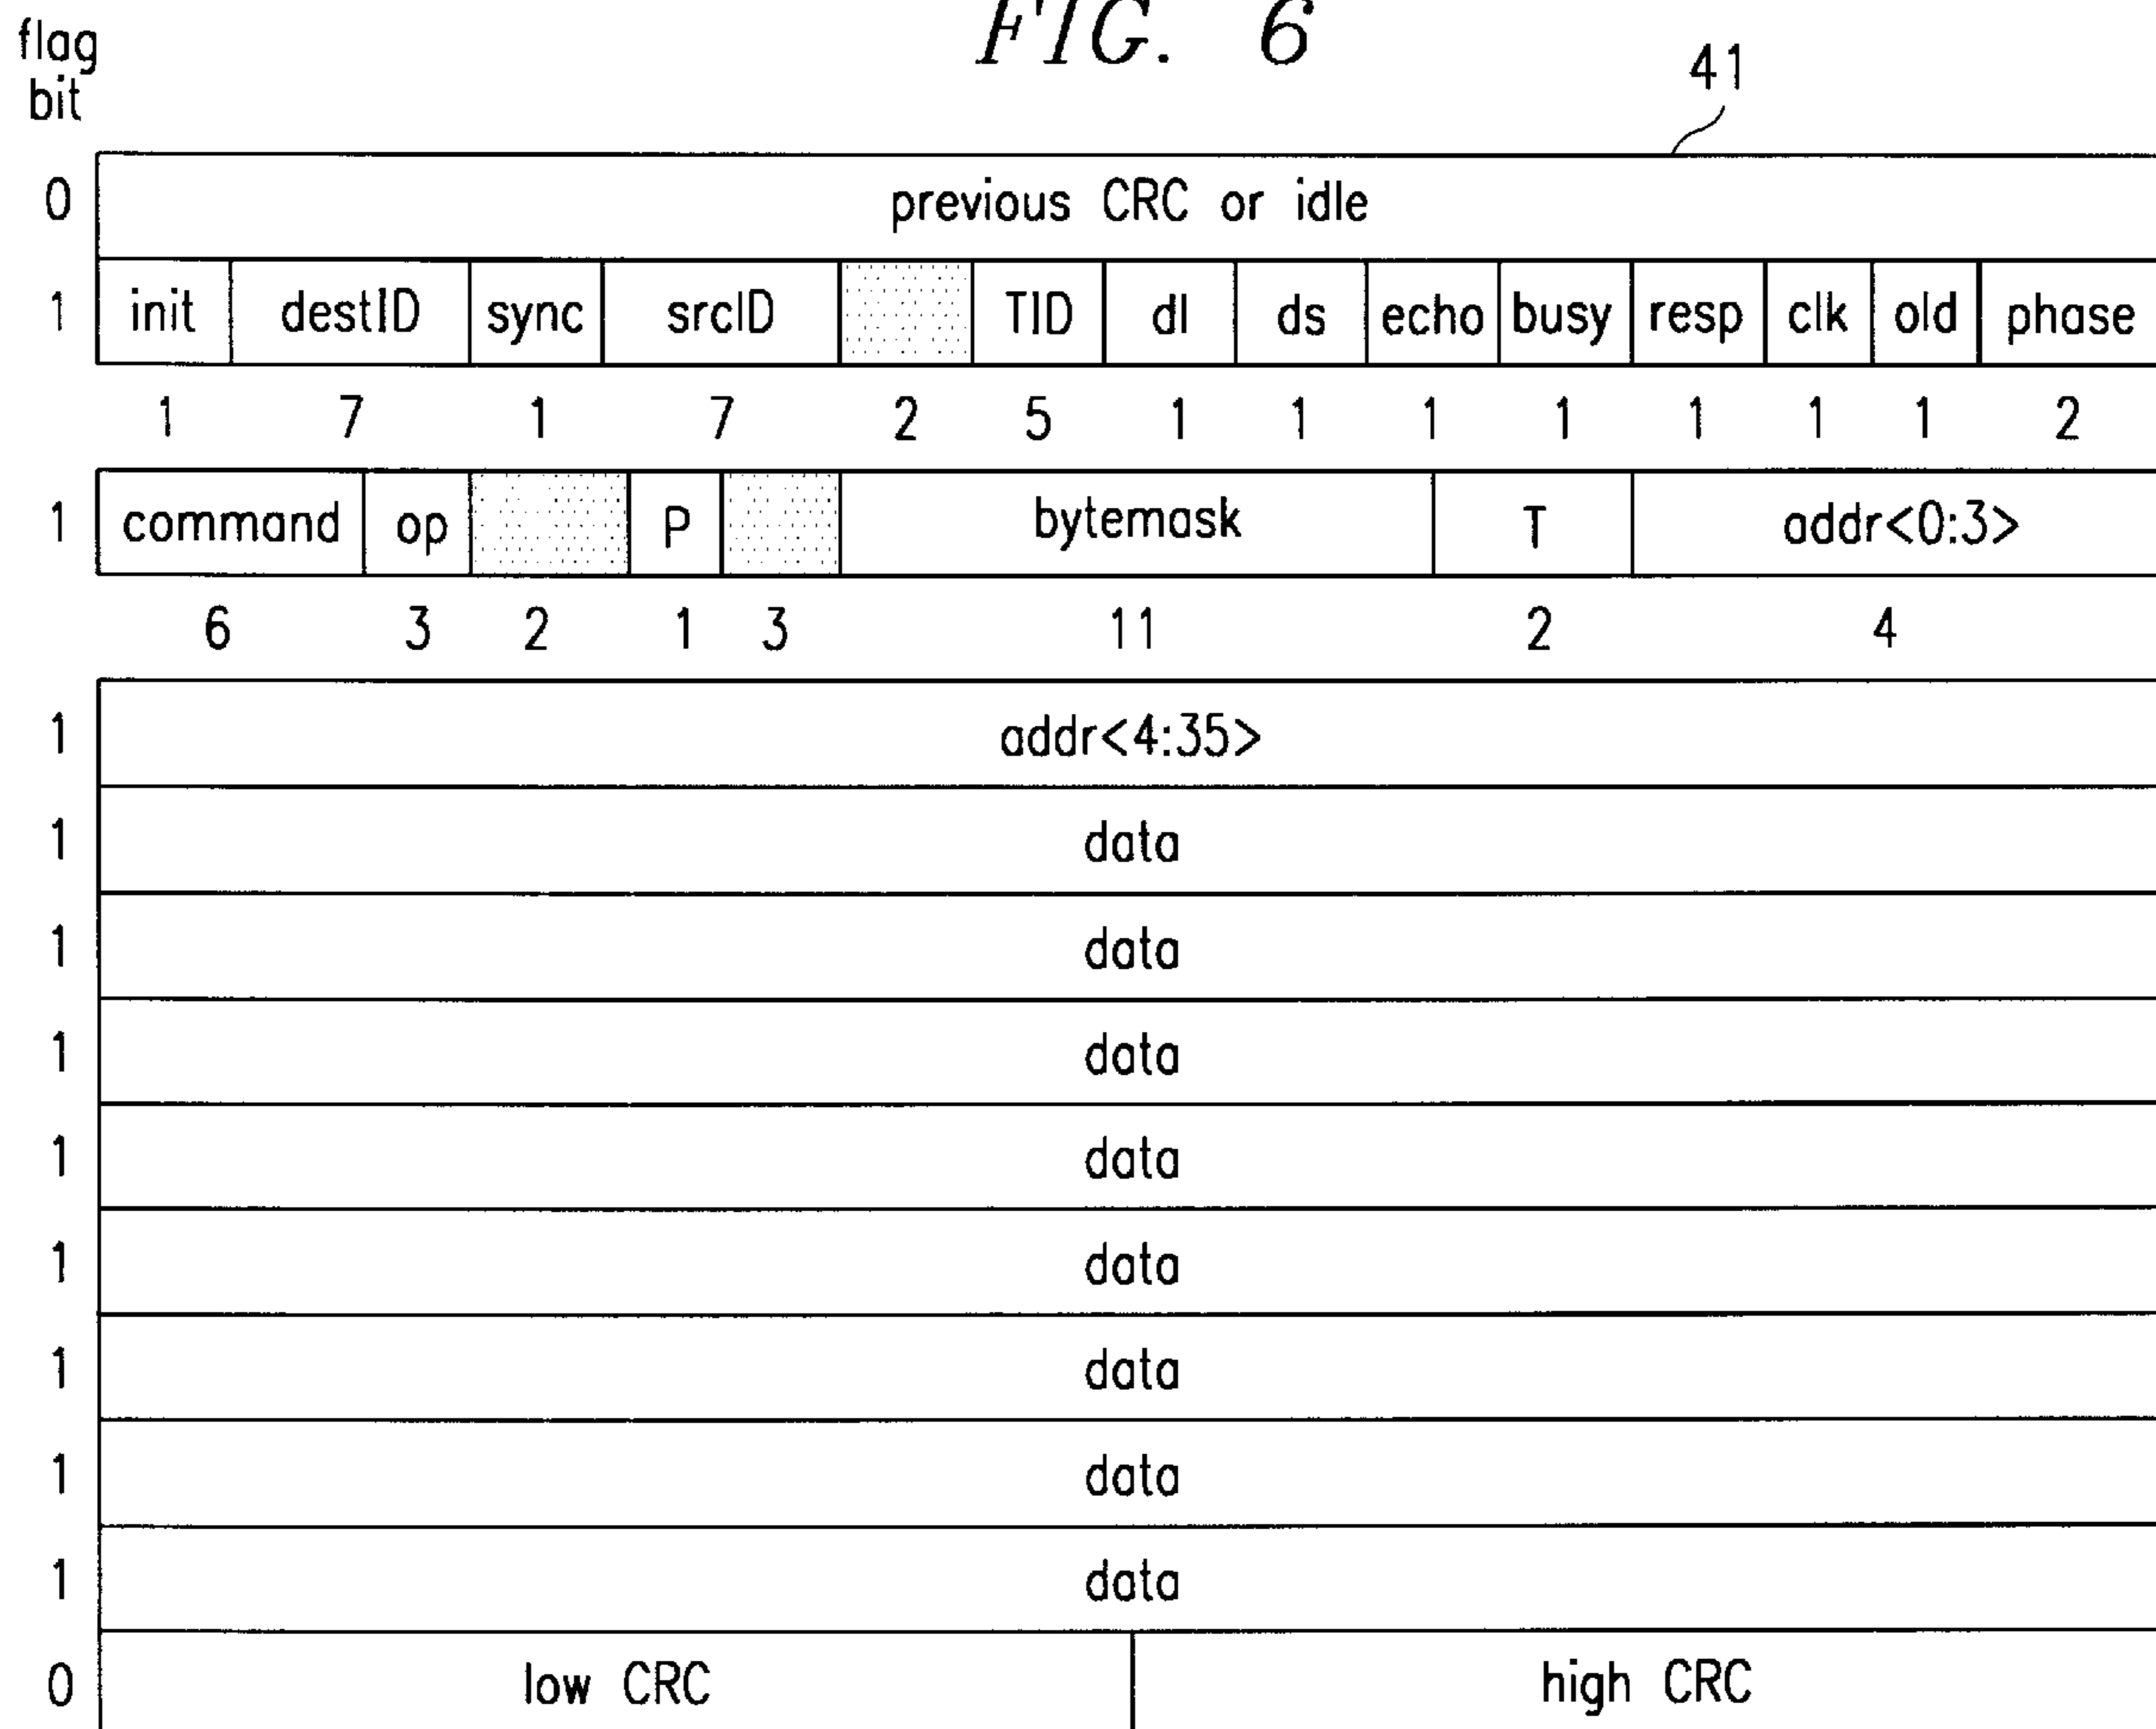 FIG. 6
flag
bit
41
0 previous CRC or idle
1 init destID sync srcID TID dl ds echo busy resp clk old phase
1 7 1 7 2 5 1 1 1 1 1 1 1 2
1 command op P bytemask T addr<0:3>
6 3 2 1 3 11 2 4
1 addr<4:35>
1 data
1 data
1 data
1 data
1 data
1 data
1 data
1 data
0 low CRC high CRC